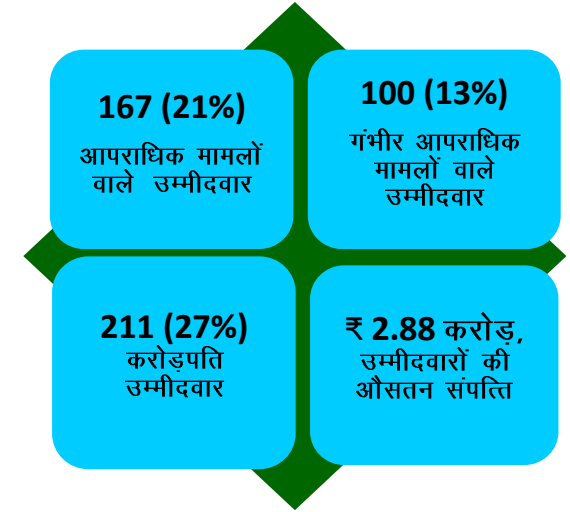 167 (21%)
आपराधिक मामलों
वाले उम्मीदवार
100 (13%)
गंभीर आपराधिक
मामलों वाले
उम्मीदवार
211 (27%)
करोड़पति
उम्मीदवार
₹ 2.88 करोड़,
उम्मीदवारों की
औसतन संपत्ति